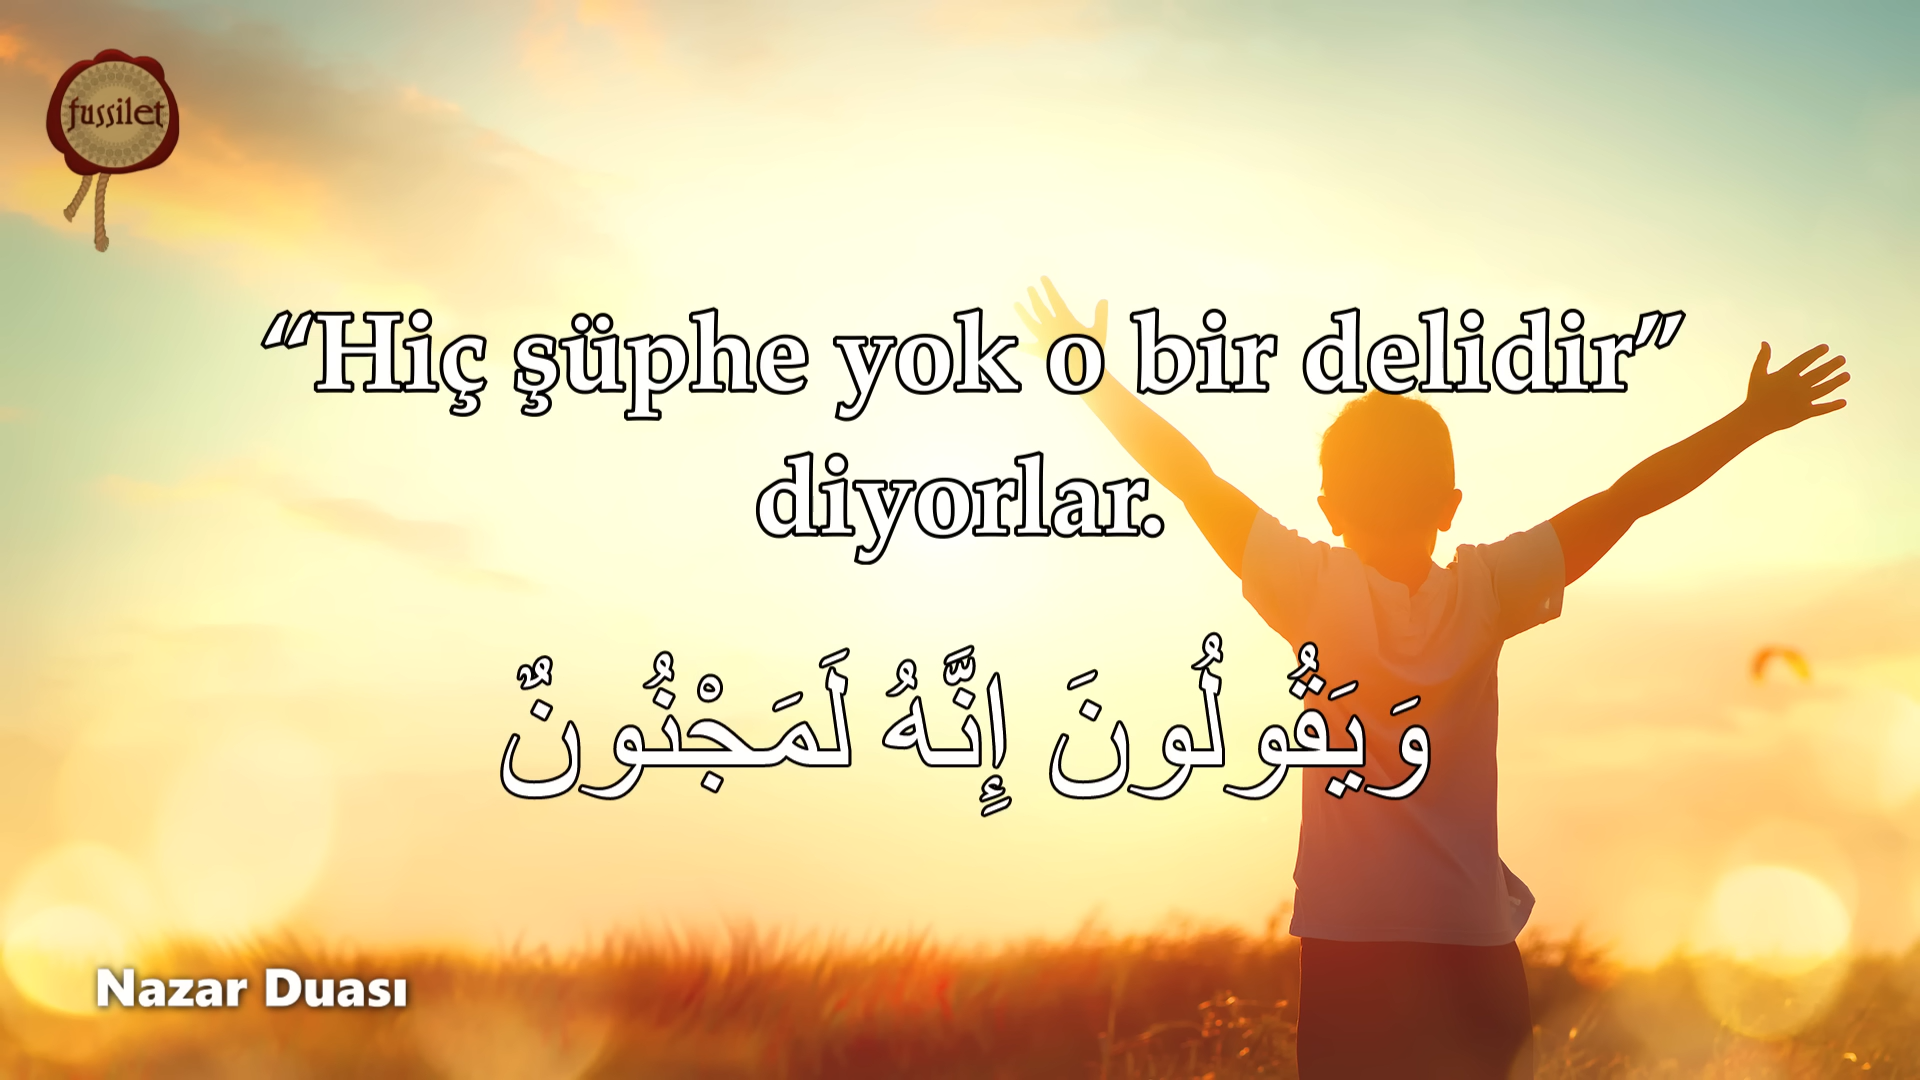 fussilet
“Hiç şüphe yok o bir delidir”
diyorlar.
وَيَقُولُونَ إِنَّهُ لَمَجْنُونٌ
Nazar Duası